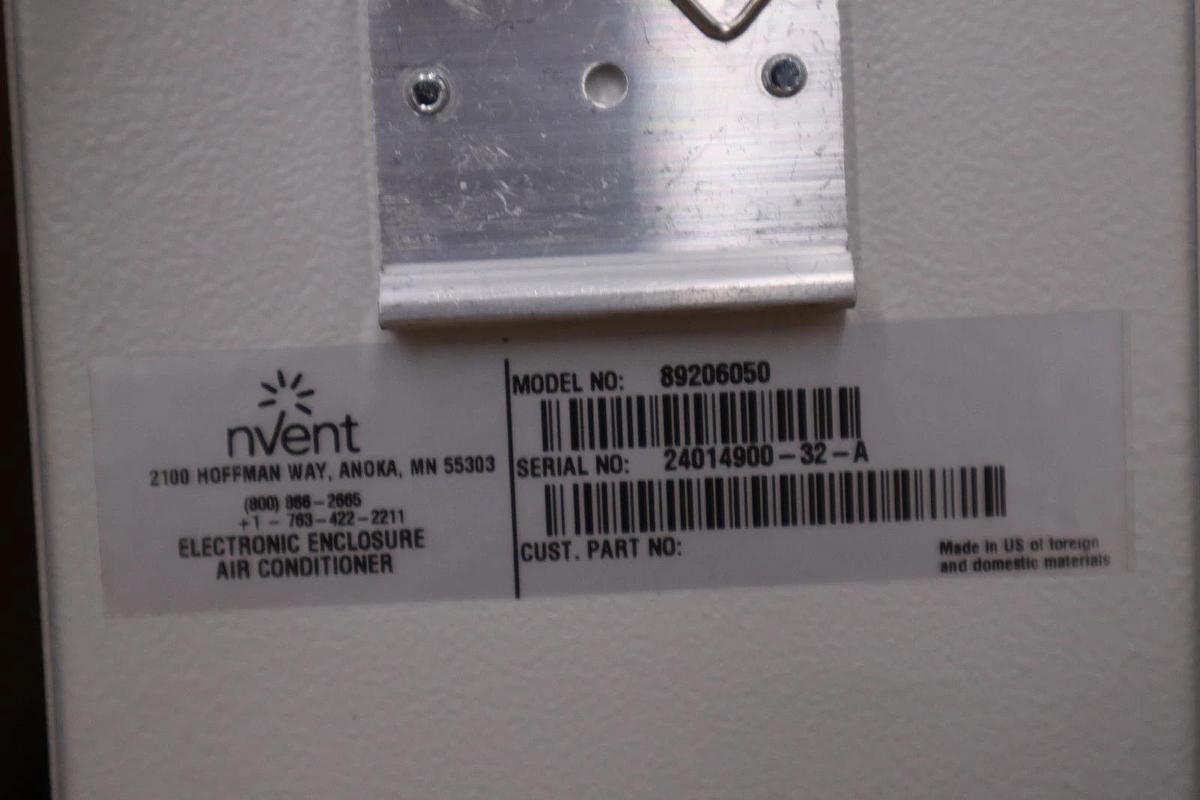 nVent
2100 HOFFMAN WAY, ANOKA, MN 55303
(800) 866-2665
+1 - 763-422-2211
ELECTRONIC ENCLOSURE
AIR CONDITIONER
MODEL NO: 89206050
SERIAL NO: 24014900-32-A
CUST. PART NO:
Made in US of foreign
and domestic materials